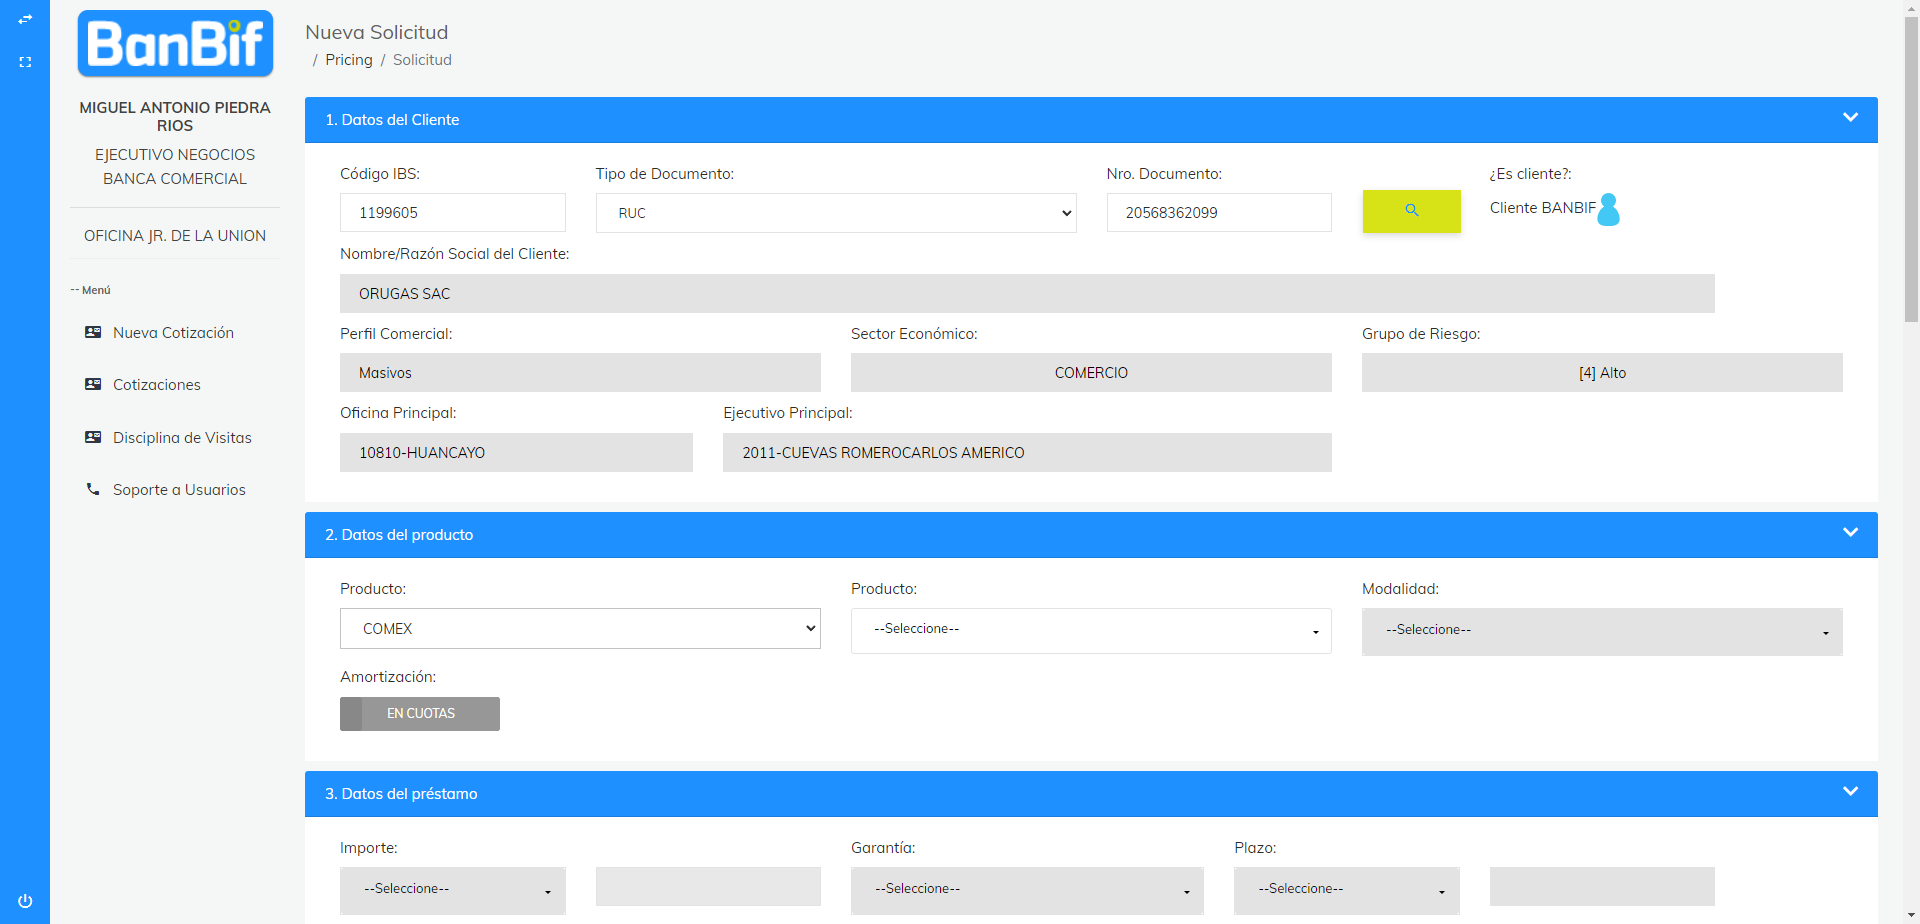 BanBif
MIGUEL ANTONIO PIEDRA
RIOS
EJECUTIVO NEGOCIOS
BANCA COMERCIAL
OFICINA JR. DE LA UNION
-- Menú
Nueva Cotización
Cotizaciones
Disciplina de Visitas
Soporte a Usuarios
Nueva Solicitud
/ Pricing / Solicitud
1. Datos del Cliente
Código IBS: Tipo de Documento: Nro. Documento: ¿Es cliente?:
1199605 RUC 20568362099 Cliente BANBIF
Nombre/Razón Social del Cliente:
ORUGAS SAC
Perfil Comercial: Sector Económico: Grupo de Riesgo:
Masivos COMERCIO [4] Alto
Oficina Principal: Ejecutivo Principal:
10810-HUANCAYO 2011-CUEVAS ROMEROCARLOS AMERICO
2. Datos del producto
Producto: Producto: Modalidad:
COMEX --Seleccione-- --Seleccione--
Amortización:
EN CUOTAS
3. Datos del préstamo
Importe: Garantía: Plazo:
--Seleccione-- --Seleccione-- --Seleccione--